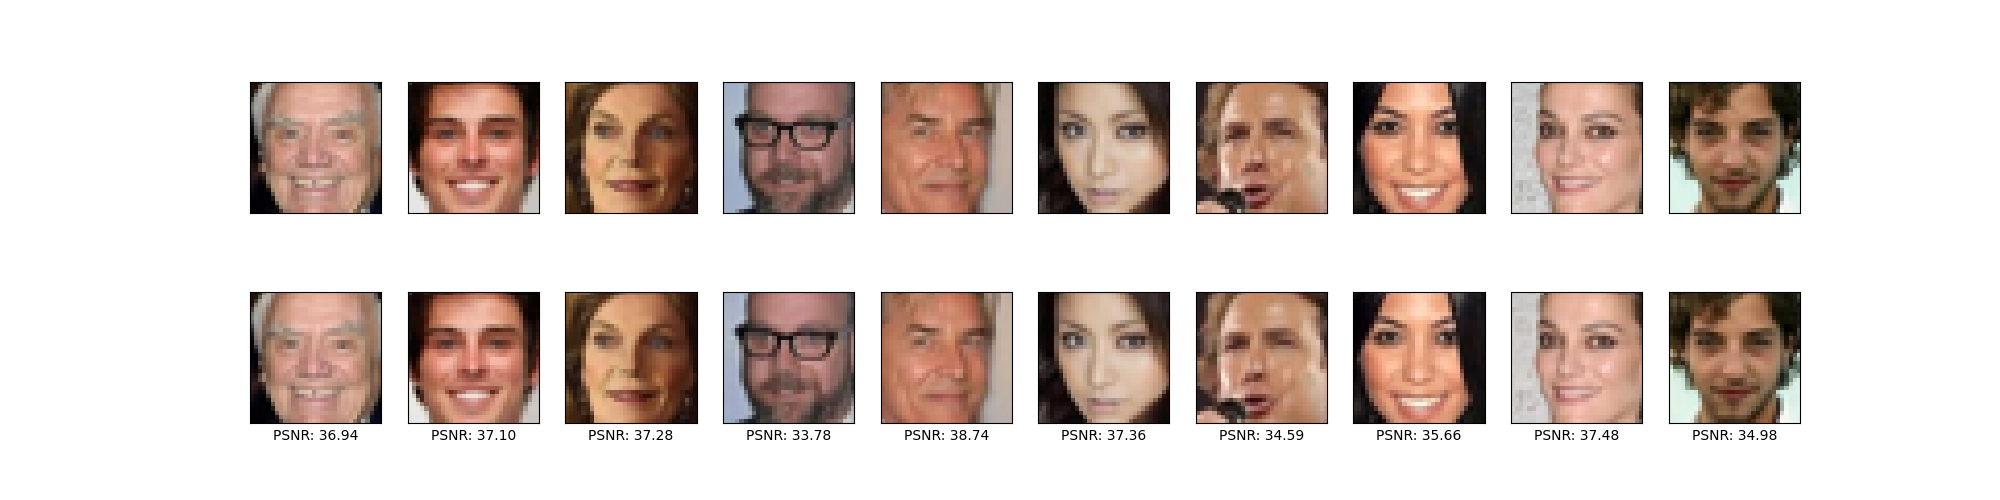 PSNR: 36.94
PSNR: 37.10
PSNR: 37.28
PSNR: 33.78
PSNR: 38.74
PSNR: 37.36
PSNR: 34.59
PSNR: 35.66
PSNR: 37.48
PSNR: 34.98